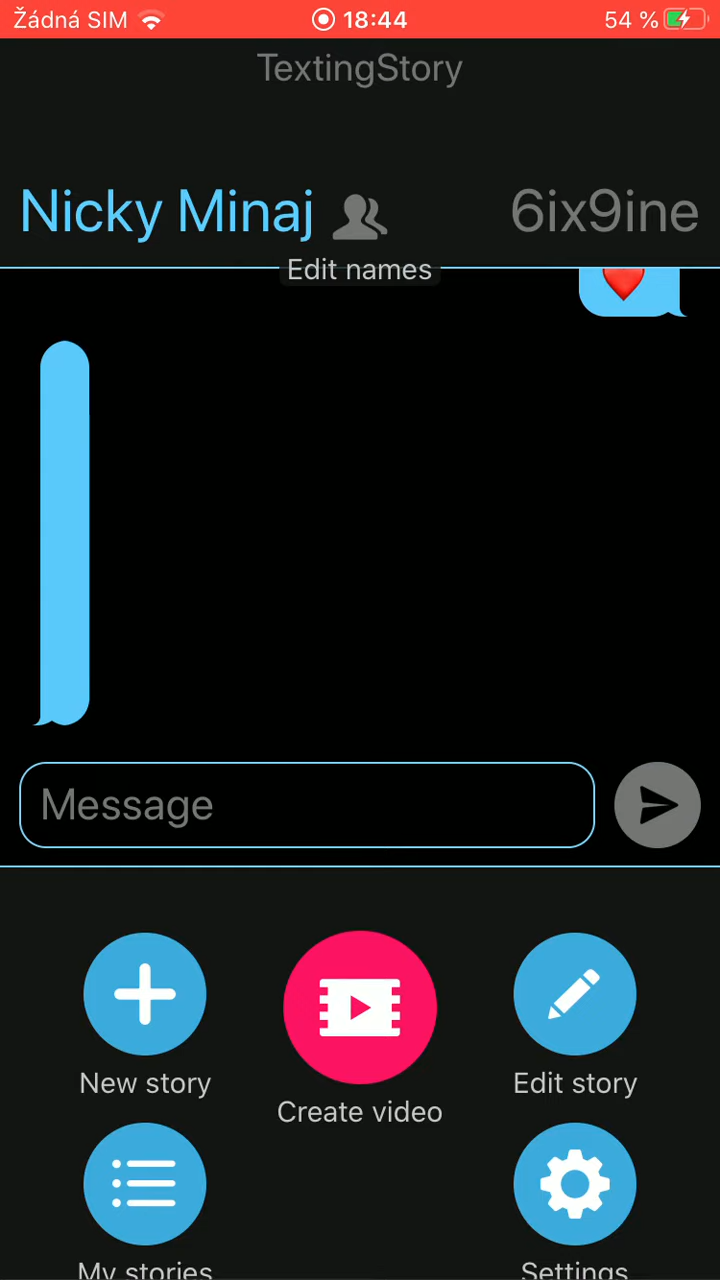 Žádná SIM 18:44 54 %
TextingStory
Nicky Minaj 6ix9ine
Edit names
Message
New story
Create video
Edit story
My stories
Settings